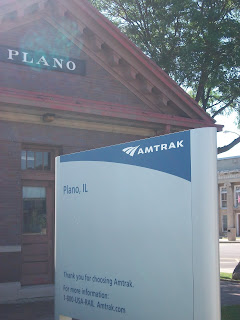 PLANO
AMTRAK
Plano, IL
Thank you for choosing Amtrak.
For more information:
1-800-USA-RAIL Amtrak.com